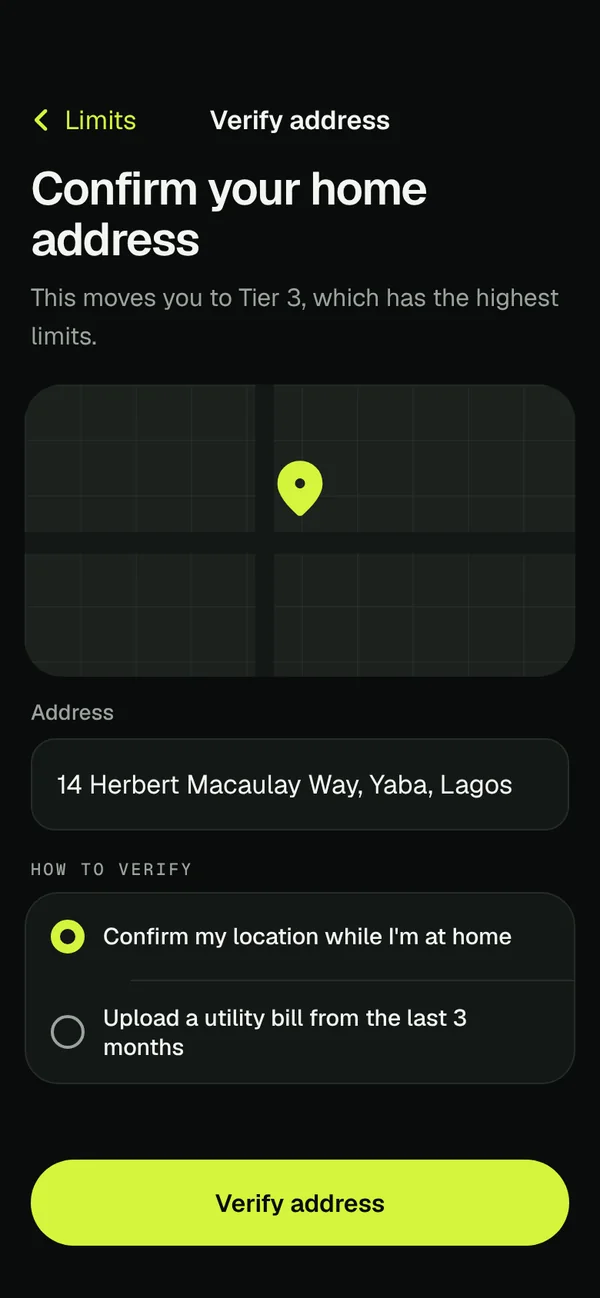 Limits
Verify address
Confirm your home
address
This moves you to Tier 3, which has the highest
limits.
Address
14 Herbert Macaulay Way, Yaba, Lagos
HOW TO VERIFY
Confirm my location while I'm at home
Upload a utility bill from the last 3
months
Verify address